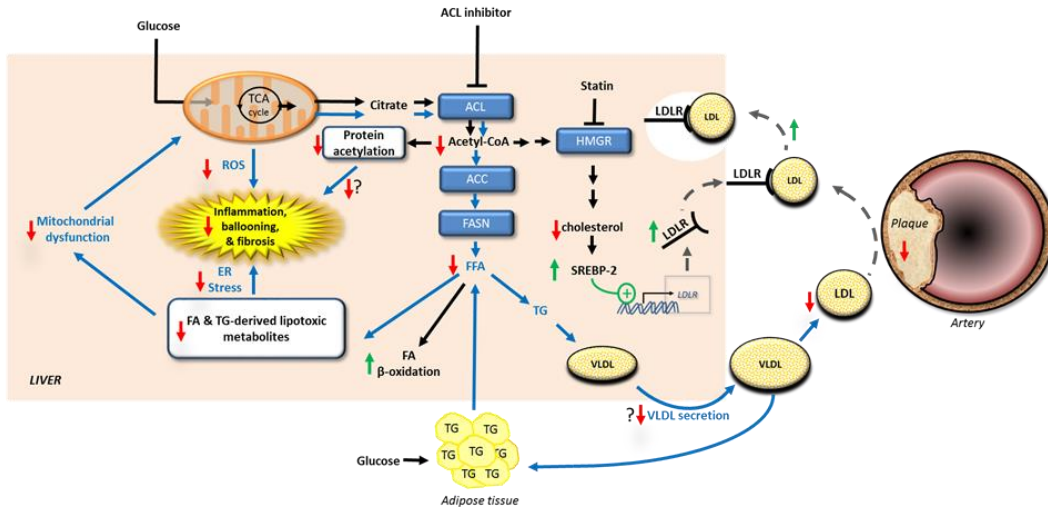 ACL inhibitor
Glucose
Statin
TCA
cycle
Citrate
ACL
LDLR
LDL
Protein
acetylation
Acetyl-CoA
HMGR
ROS
?
ACC
LDLR
LDL
Inflammation,
ballooning,
& fibrosis
FASN
Mitochondrial
dysfunction
cholesterol
LDLR
Plaque
FFA
SREBP-2
ER
Stress
+
LDLR
LDL
TG
Artery
FA & TG-derived lipotoxic
metabolites
FA
β-oxidation
VLDL
VLDL
LIVER
? VLDL secretion
TG
TG
TG
TG
TG
TG
TG
Glucose
Adipose tissue